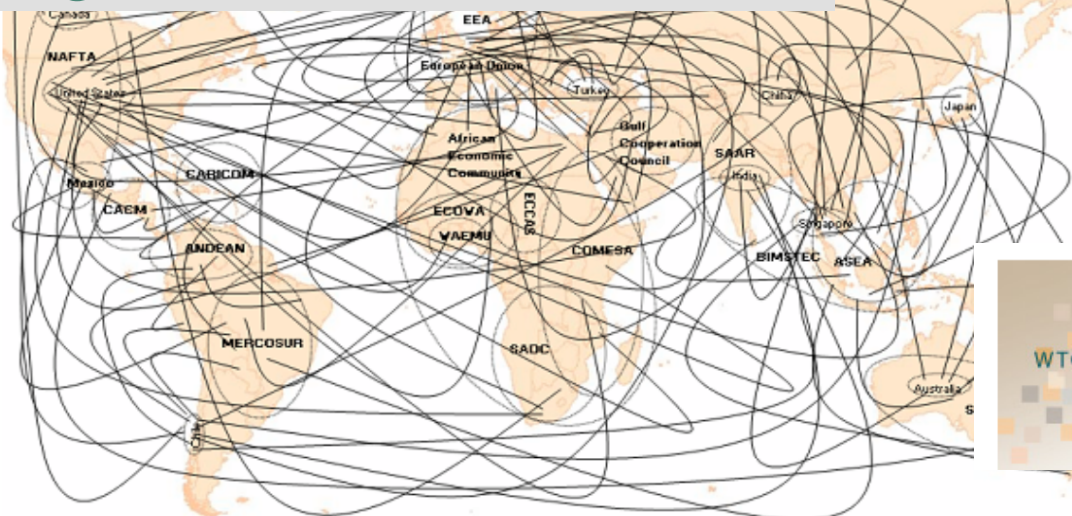 Canada
EEA
NAFTA
European Union
United States
Turkey
China
Japan
African
Economic
Community
Gulf
Cooperation
Council
SAAR
India
CARICOM
Mexico
CACM
ECOWA
ECCAS
WAEMU
Singapore
ANDEAN
COMESA
BIMSTEC
ASEA
MERCOSUR
SADC
Australia
S
Chile
WT